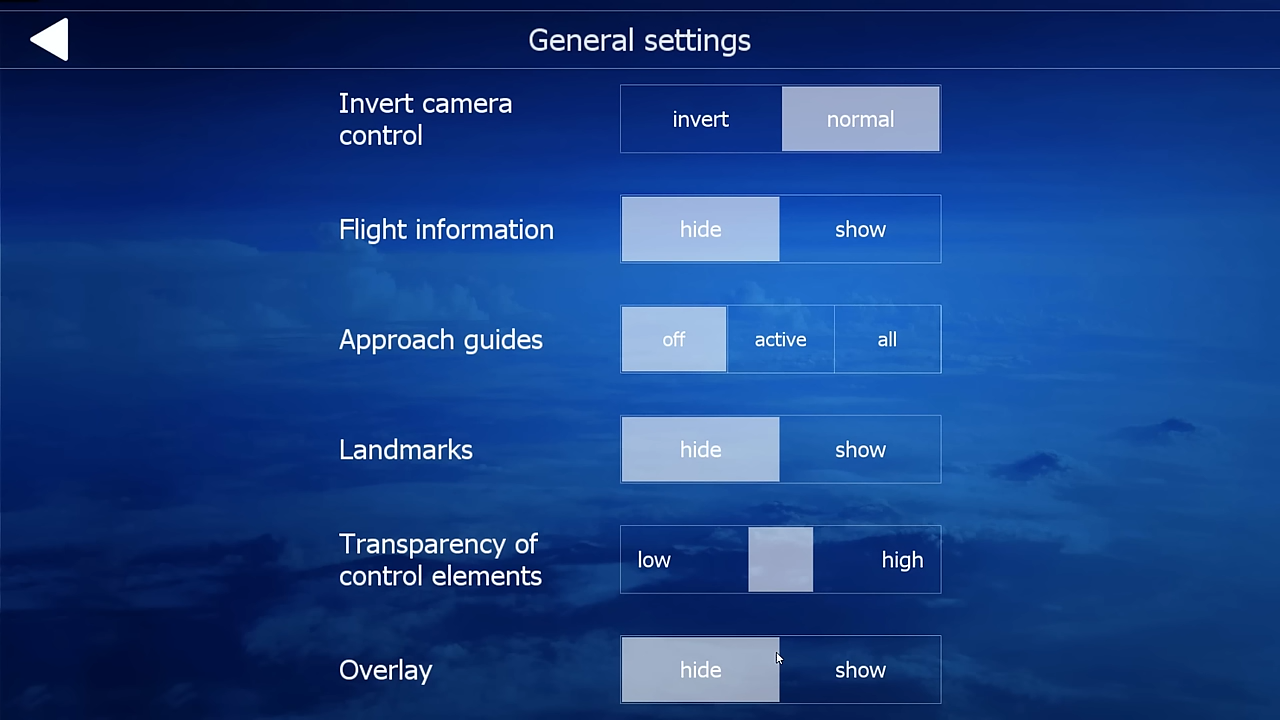 General settings
Invert camera
control
invert
normal
Flight information
hide
show
Approach guides
off
active
all
Landmarks
hide
show
Transparency of
control elements
low
high
Overlay
hide
show